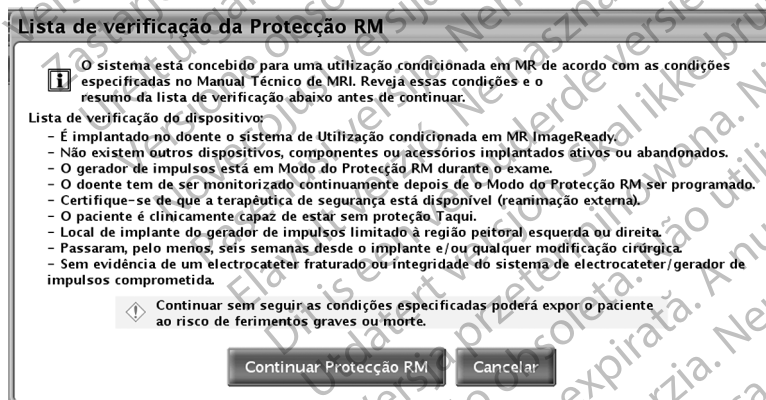 Lista de verificação da Protecção RM
O sistema está concebido para uma utilização condicionada em MR de acordo com as condições
especificadas no Manual Técnico de MRI. Reveja essas condições e o
resumo da lista de verificação abaixo antes de continuar.
Lista de verificação do dispositivo:
- É implantado no doente o sistema de Utilização condicionada em MR ImageReady.
- Não existem outros dispositivos, componentes ou acessórios implantados ativos ou abandonados.
- O gerador de impulsos está em Modo do Protecção RM durante o exame.
- O doente tem de ser monitorizado continuamente depois de o Modo do Protecção RM ser programado.
- Certifique-se de que a terapêutica de segurança está disponível (reanimação externa).
- O paciente é clinicamente capaz de estar sem proteção Taqui.
- Local de implante do gerador de impulsos limitado à região peitoral esquerda ou direita.
- Passaram, pelo menos, seis semanas desde o implante e/ou qualquer modificação cirúrgica.
- Sem evidência de um electrocateter fraturado ou integridade do sistema de electrocateter/gerador de
impulsos comprometida.
Continuar sem seguir as condições especificadas poderá expor o paciente
ao risco de ferimentos graves ou morte.
Continuar Protecção RM
Cancelar